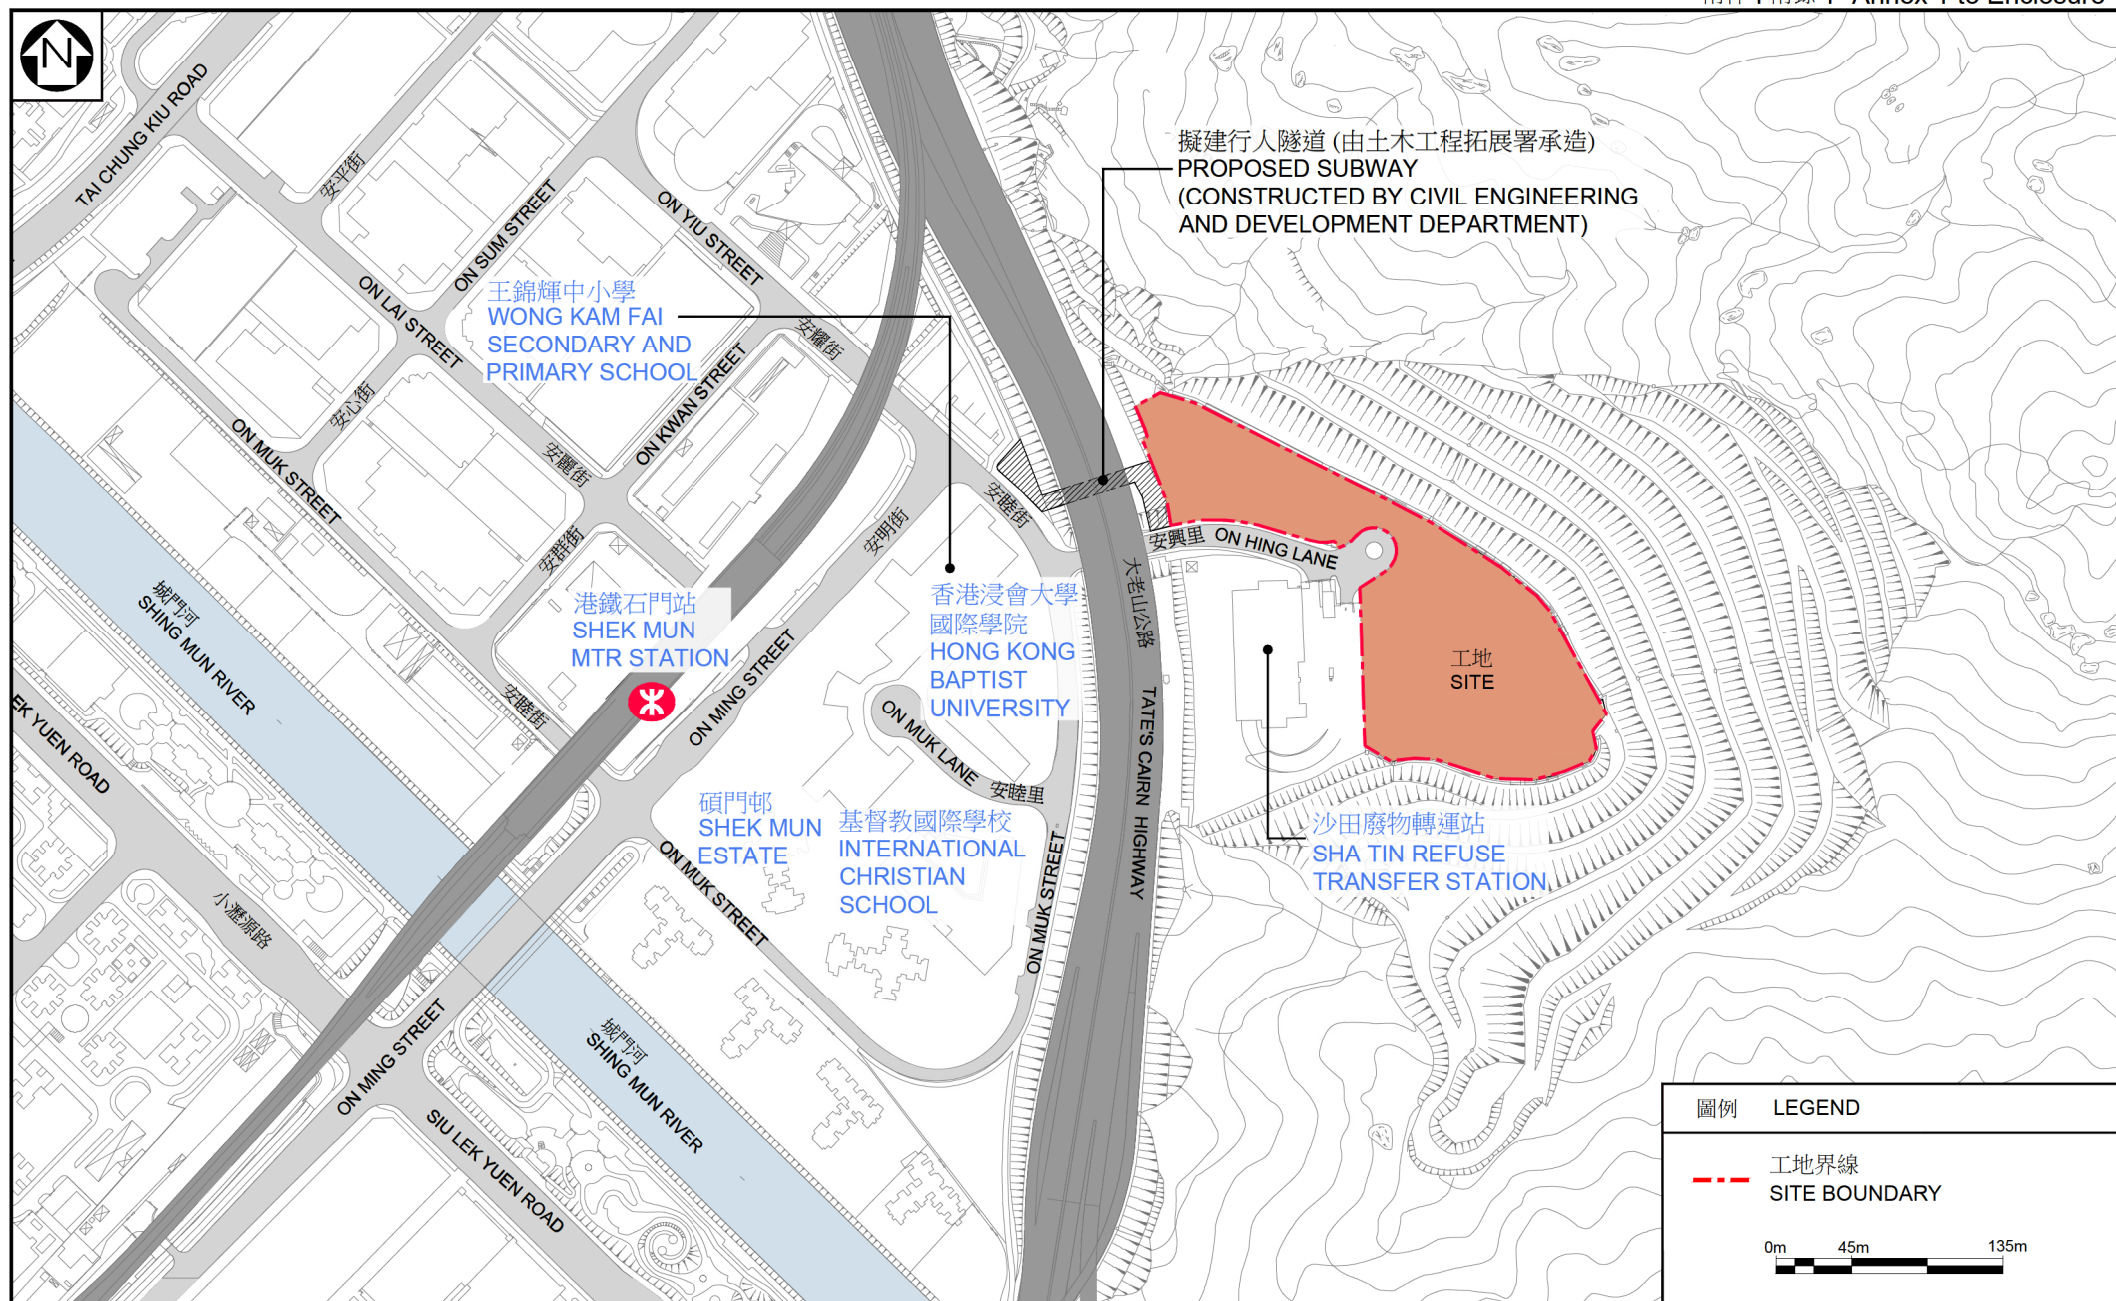 Annex 1 to Enclosure
N
TAI CHUNG KIU ROAD
安平街
ON SUM STREET
ON YIU STREET
擬建行人隧道 (由土木工程拓展署承造)
PROPOSED SUBWAY
(CONSTRUCTED BY CIVIL ENGINEERING
AND DEVELOPMENT DEPARTMENT)
ON LAI STREET
王錦輝中小學
WONG KAM FAI
SECONDARY AND
PRIMARY SCHOOL
安耀街
ON KWAN STREET
安心街
ON MUK STREET
安麗街
安睦街
安明街
安群街
安興里 ON HING LANE
大老山公路
TATE'S CAIRN HIGHWAY
城門河
SHING MUN RIVER
港鐵石門站
SHEK MUN
MTR STATION
香港浸會大學
國際學院
HONG KONG
BAPTIST
UNIVERSITY
工地
SITE
安睦街
ON MING STREET
ON MUK LANE
安睦里
EK YUEN ROAD
碩門邨
SHEK MUN
ESTATE
基督教國際學校
INTERNATIONAL
CHRISTIAN
SCHOOL
沙田廢物轉運站
SHA TIN REFUSE
TRANSFER STATION
ON MUK STREET
ON MUK STREET
小瀝源路
ON MING STREET
城門河
SHING MUN RIVER
SIU LEK YUEN ROAD
圖例 LEGEND
工地界線
SITE BOUNDARY
0m 45m 135m